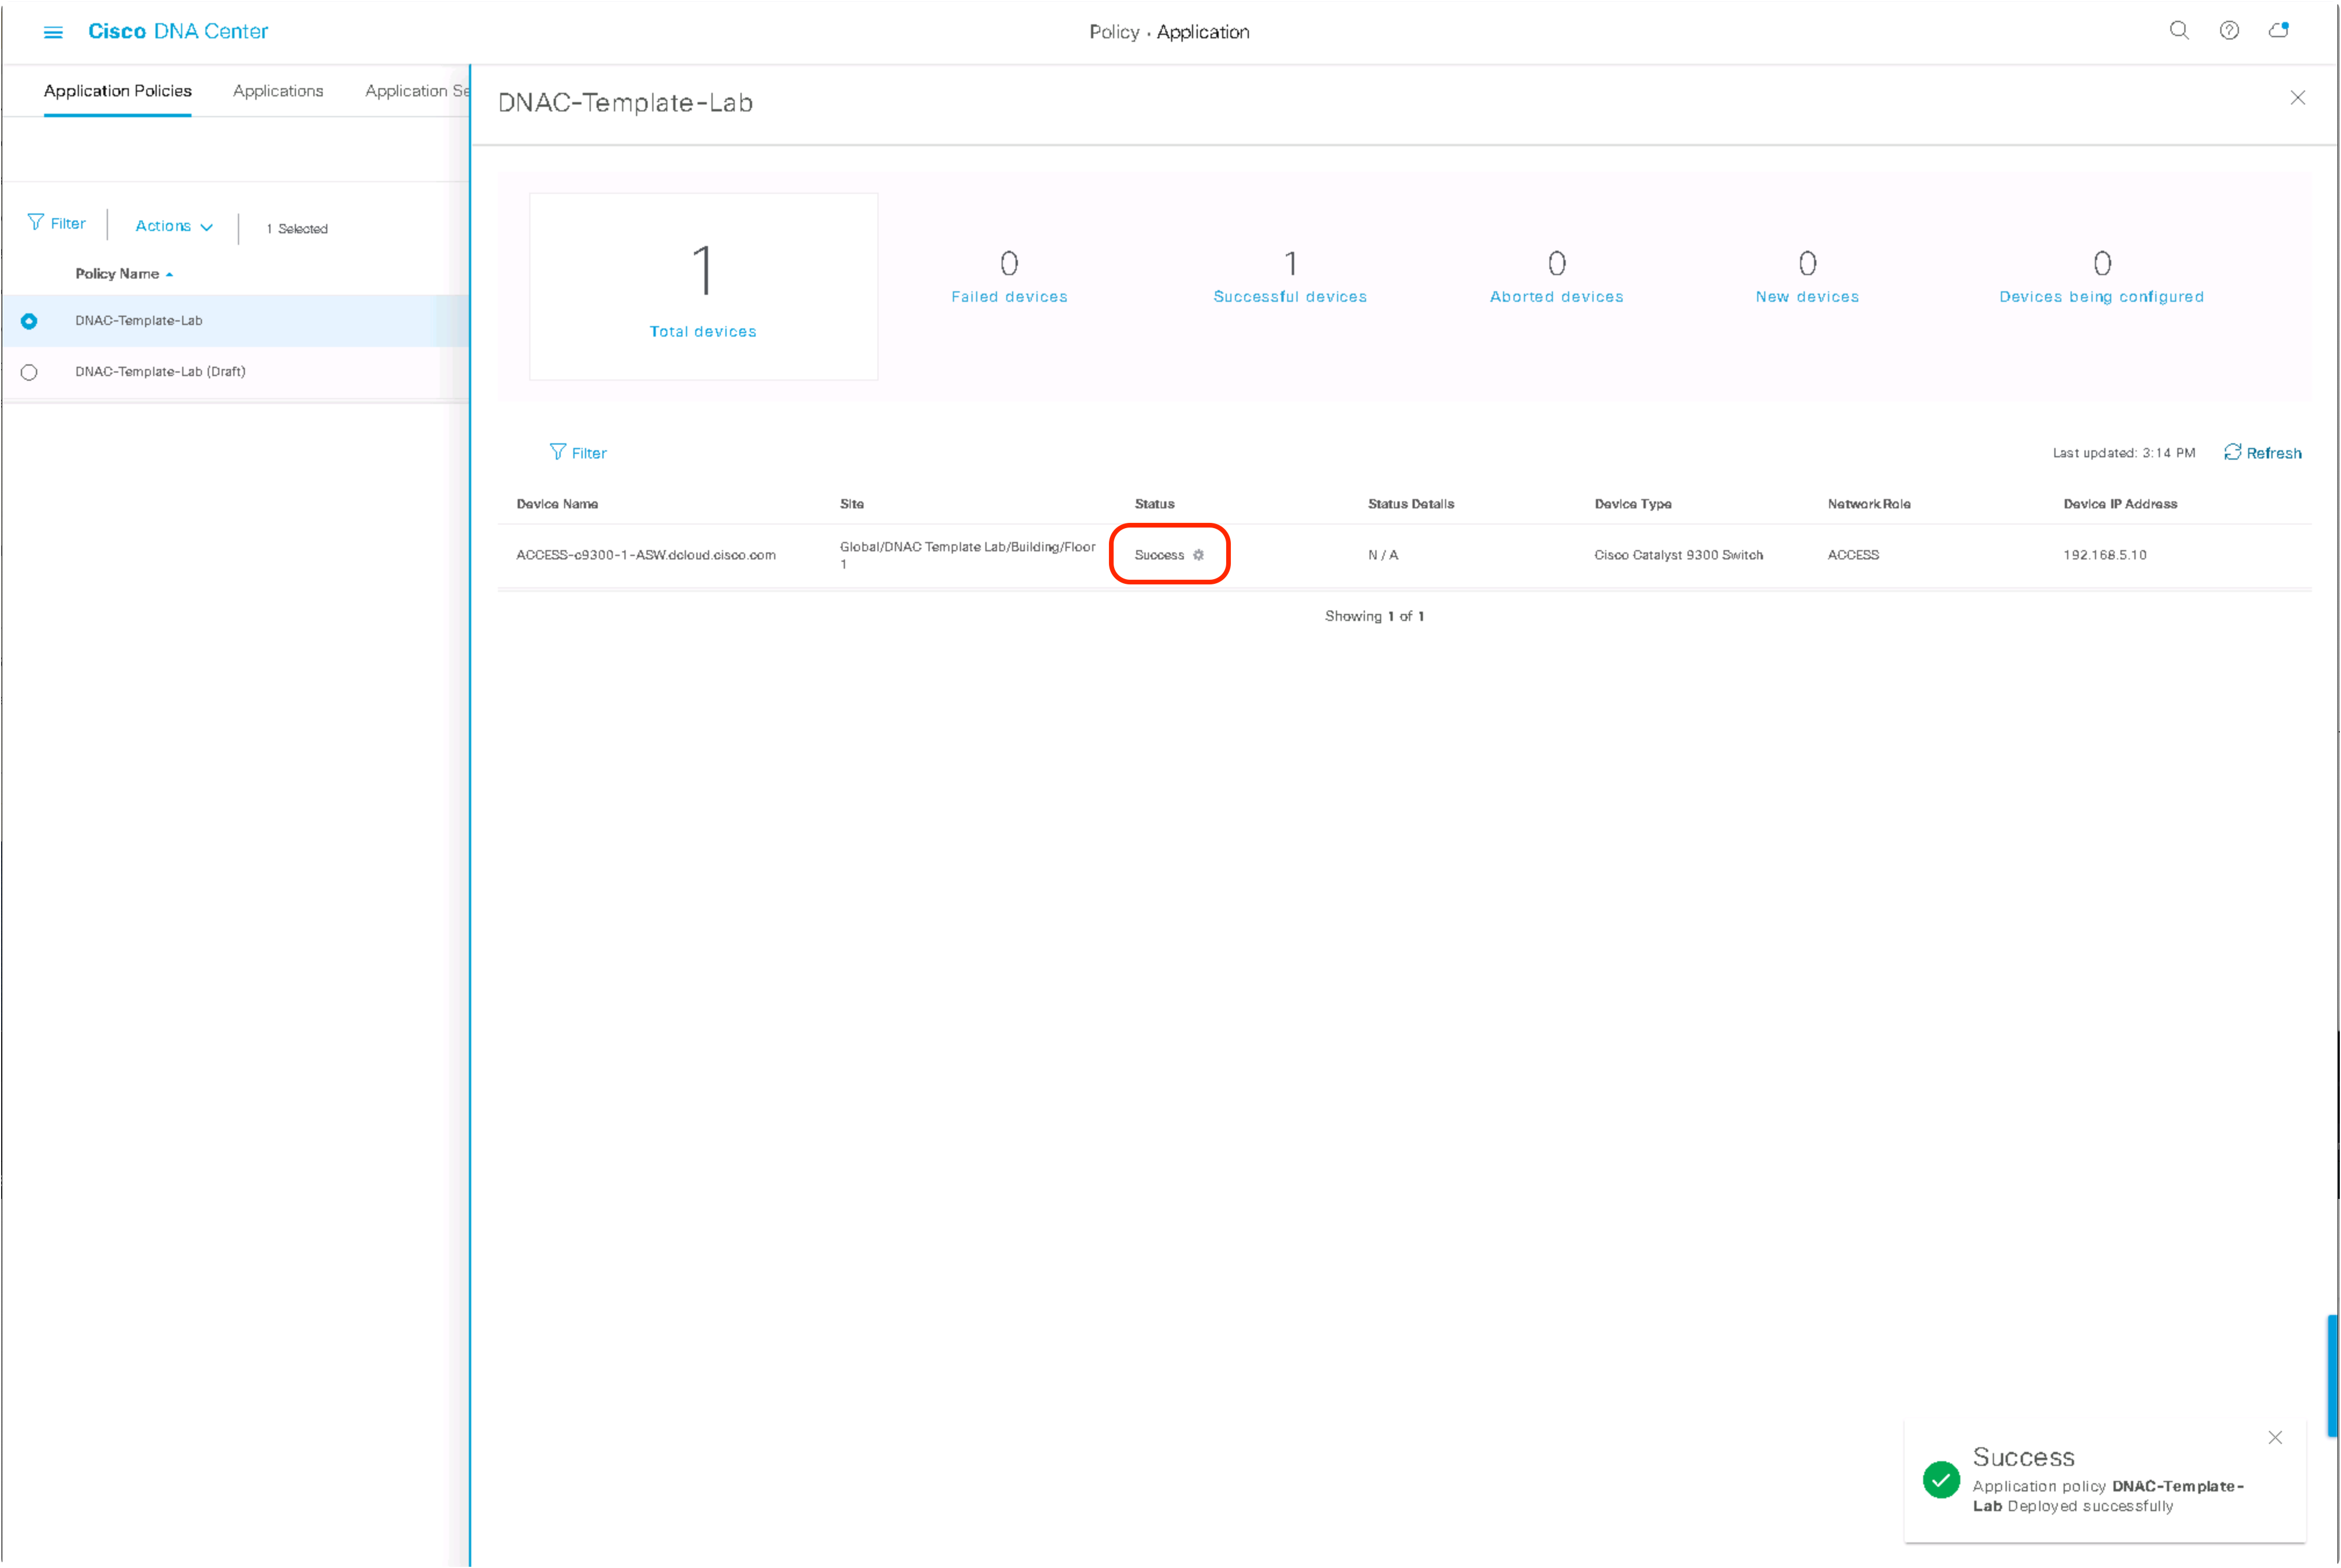 Cisco DNA Center
Policy • Application
Application Policies Applications Application Se
DNAC-Template-Lab
Filter Actions 1 Selected
Policy Name
DNAC-Template-Lab
DNAC-Template-Lab (Draft)
1
Total devices
0
Failed devices
1
Successful devices
0
Aborted devices
0
New devices
0
Devices being configured
Filter
Last updated: 3:14 PM Refresh
Device Name Site Status Status Details Device Type Network Role Device IP Address
ACCESS-c9300-1-ASW.dcloud.cisco.com Global/DNAC Template Lab/Building/Floor Success N / A Cisco Catalyst 9300 Switch ACCESS 192.168.5.10
1
Showing 1 of 1
Success
Application policy DNAC-Template-
Lab Deployed successfully